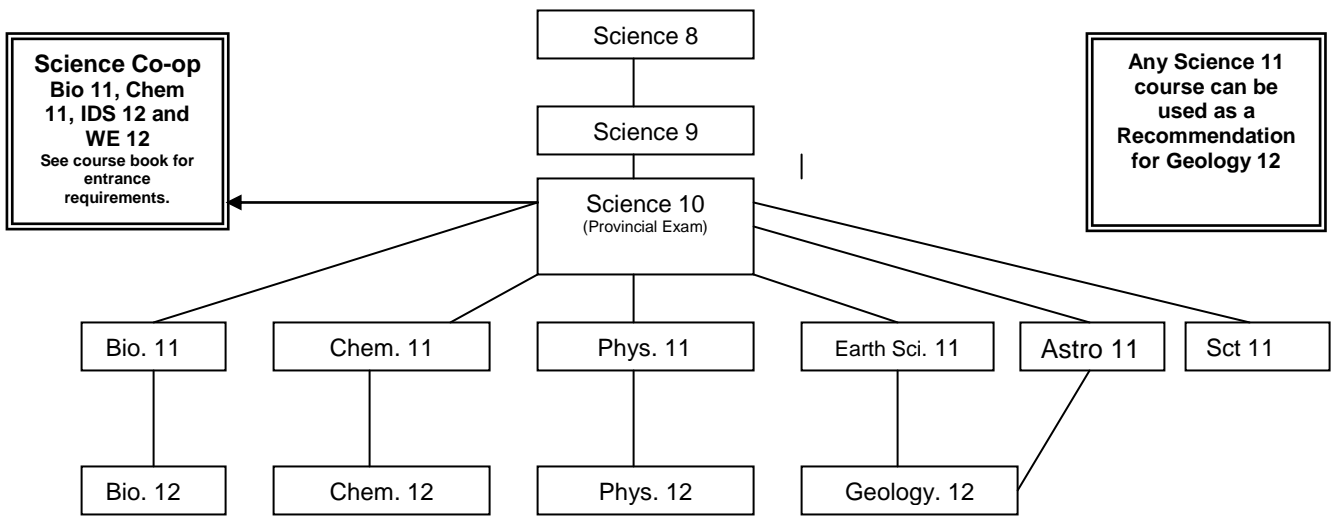 Science 8
Science Co-op
Bio 11, Chem
11, IDS 12 and
WE 12
See course book for
entrance
requirements.
Any Science 11
course can be
used as a
Recommendation
for Geology 12
Science 9
Science 10
(Provincial Exam)
Bio. 11
Chem. 11
Phys. 11
Earth Sci. 11
Astro 11
Sct 11
Bio. 12
Chem. 12
Phys. 12
Geology. 12